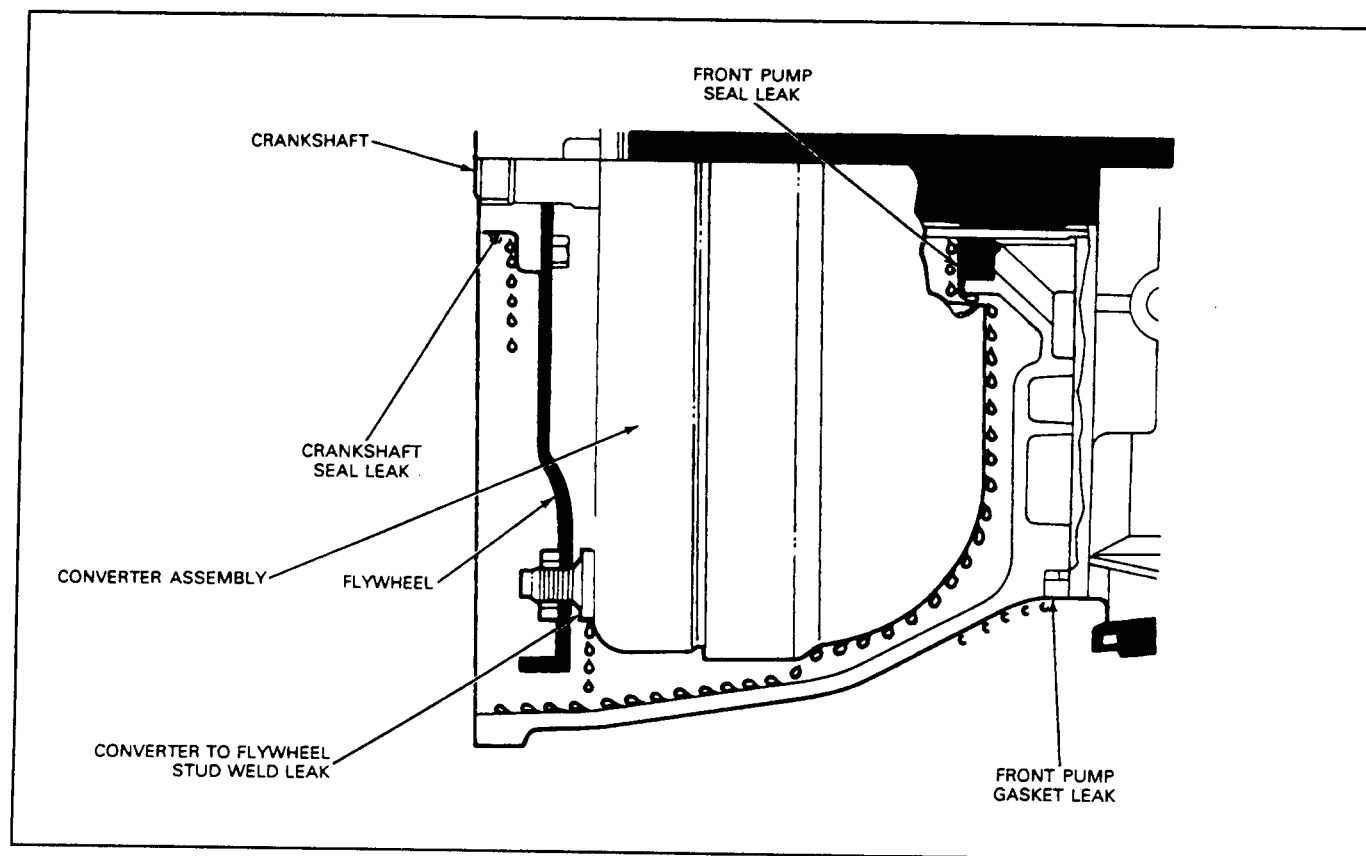 FRONT PUMP
SEAL LEAK
CRANKSHAFT
CRANKSHAFT
SEAL LEAK
CONVERTER ASSEMBLY
FLYWHEEL
CONVERTER TO FLYWHEEL
STUD WELD LEAK
FRONT PUMP
GASKET LEAK